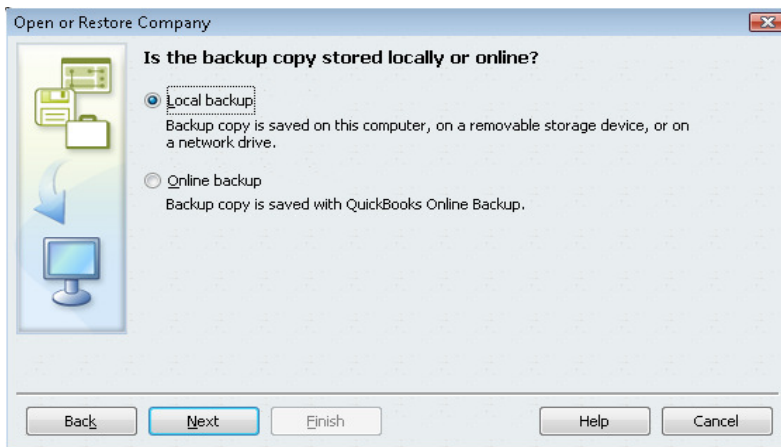 Open or Restore Company
Is the backup copy stored locally or online?
Local backup
Backup copy is saved on this computer, on a removable storage device, or on
a network drive.
Online backup
Backup copy is saved with QuickBooks Online Backup.
Back
Next
Finish
Help
Cancel